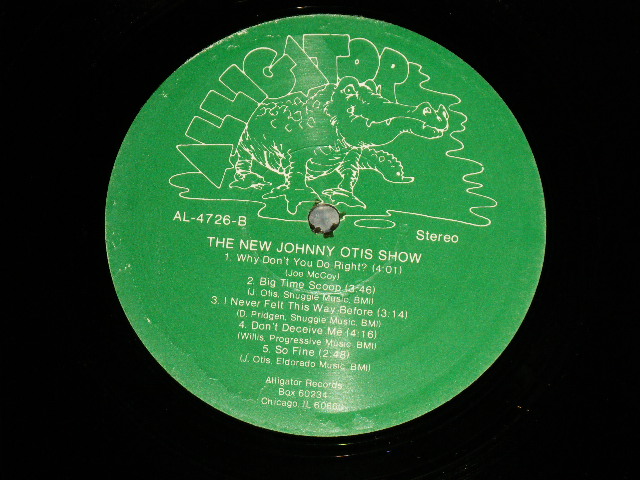 ALLIGATOR
AL-4726-B
Stereo
THE NEW JOHNNY OTIS SHOW
1. Why Don't You Do Right? (4:01)
(Joe McCoy)
2. Big Time Scoop (3:46)
(J. Otis, Shuggie Music, BMI)
3. I Never Felt This Way Before (3:14)
(D. Pridgen, Shuggie Music, BMI)
4. Don't Deceive Me (4:16)
(Willis, Progressive Music, BMI)
5. So Fine (2:48)
(J. Otis, Eldorado Music, BMI)
Alligator Records
Box 60234
Chicago, IL 60660